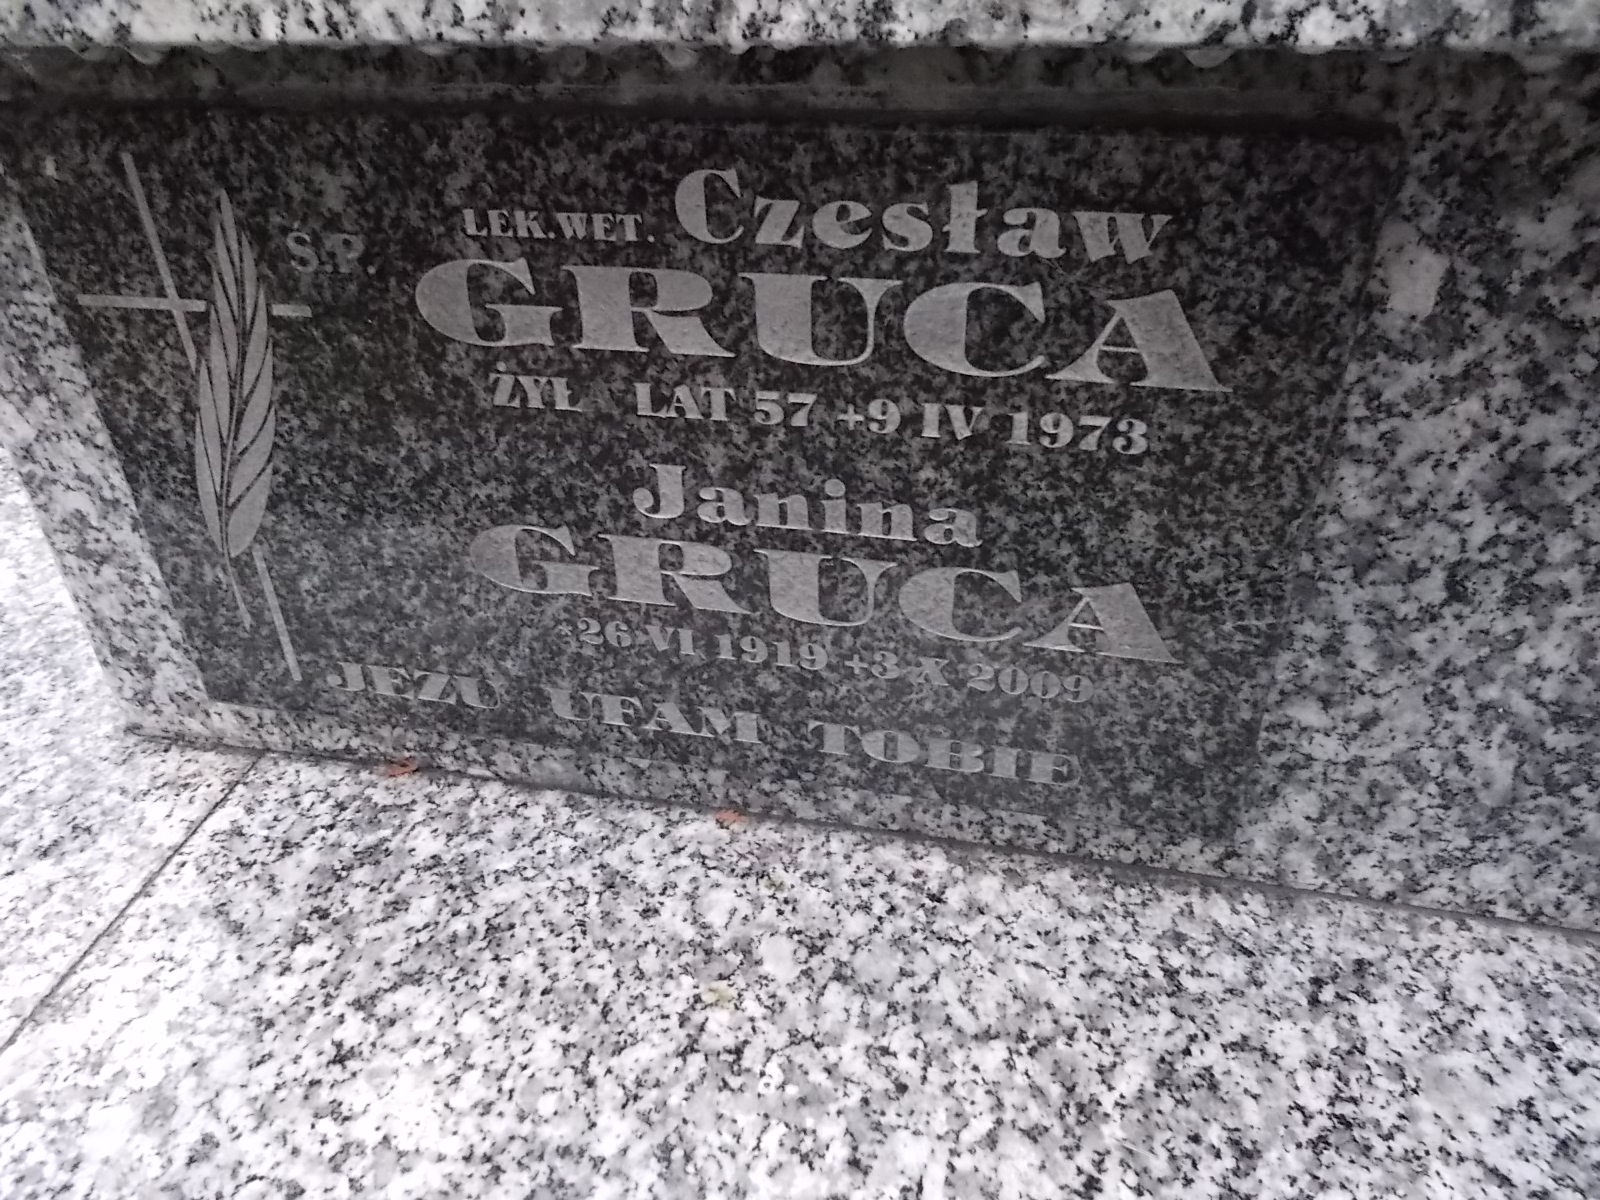 Ś.P.
LEK.WET. Czesław
GRUCA
ŻYŁ LAT 57 +9 IV 1973
Janina
GRUCA
*26 VI 1919 +3 X 2009
JEZU UFAM TOBIE